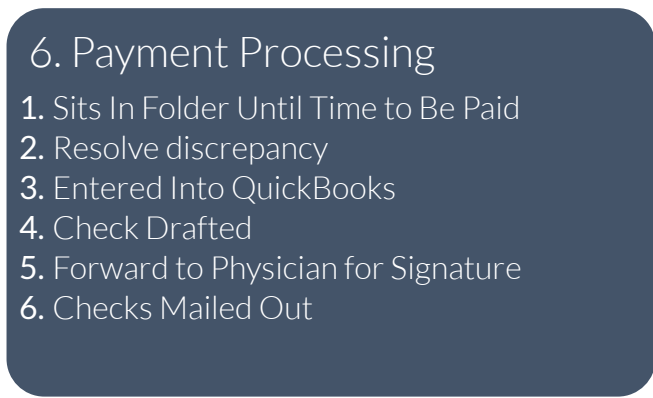 6. Payment Processing
1. Sits In Folder Until Time to Be Paid
2. Resolve discrepancy
3. Entered Into QuickBooks
4. Check Drafted
5. Forward to Physician for Signature
6. Checks Mailed Out